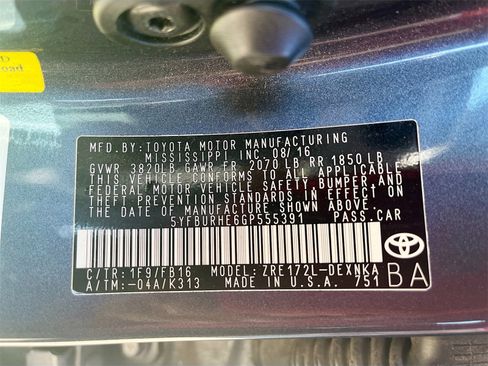 D
oad
MFD.BY:TOYOTA MOTOR MANUFACTURING
MISSISSIPPI INC. 08/16
GVWR 3820LB GAWR FR 2070 LB RR 1850 LB
THIS VEHICLE CONFORMS TO ALL APPLICABLE
FEDERAL MOTOR VEHICLE SAFETY, BUMPER, AND
THEFT PREVENTION STANDARDS IN EFFECT ON
THE DATE OF MANUFACTURE SHOWN ABOVE.
5YFBURHE6GP555391 PASS.CAR
TOYOTA
C/TR: 1F9/FB16 MODEL: ZRE172L-DEXNKA
A/TM:-04A/K313 MADE IN U.S.A. 751
BA